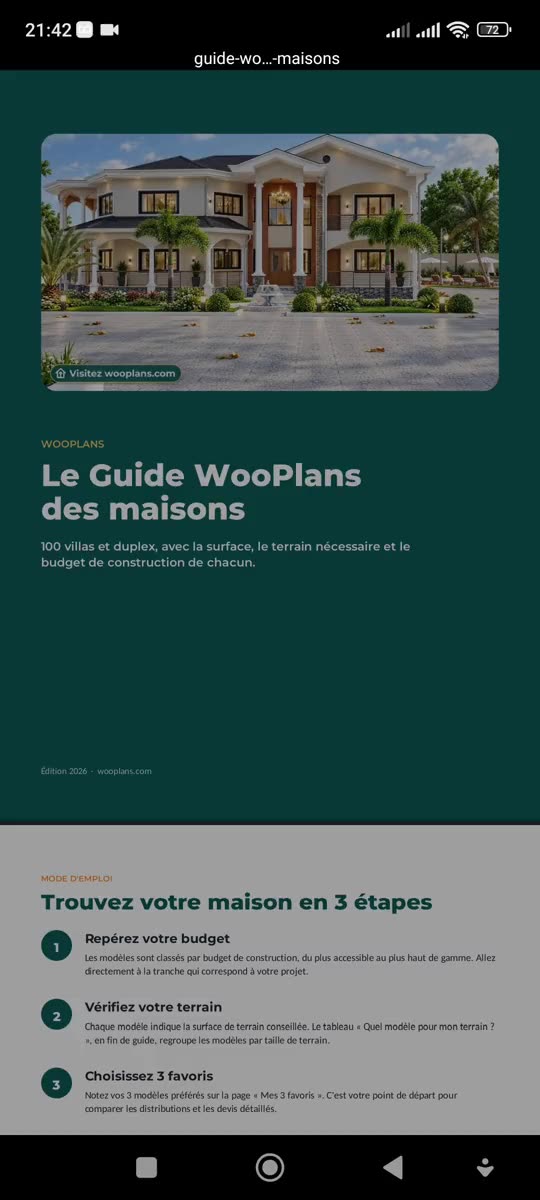 21:42
72
guide-wo...-maisons
Visitez wooplans.com
WOOPLANS
Le Guide WooPlans
des maisons
100 villas et duplex, avec la surface, le terrain nécessaire et le
budget de construction de chacun.
Édition 2026 · wooplans.com
MODE D'EMPLOI
Trouvez votre maison en 3 étapes
1
Repérez votre budget
Les modèles sont classés par budget de construction, du plus accessible au plus haut de gamme. Allez
directement à la tranche qui correspond à votre projet.
2
Vérifiez votre terrain
Chaque modèle indique la surface de terrain conseillée. Le tableau « Quel modèle pour mon terrain ?
», en fin de guide, regroupe les modèles par taille de terrain.
3
Choisissez 3 favoris
Notez vos 3 modèles préférés sur la page « Mes 3 favoris ». C'est votre point de départ pour
comparer les distributions et les devis détaillés.